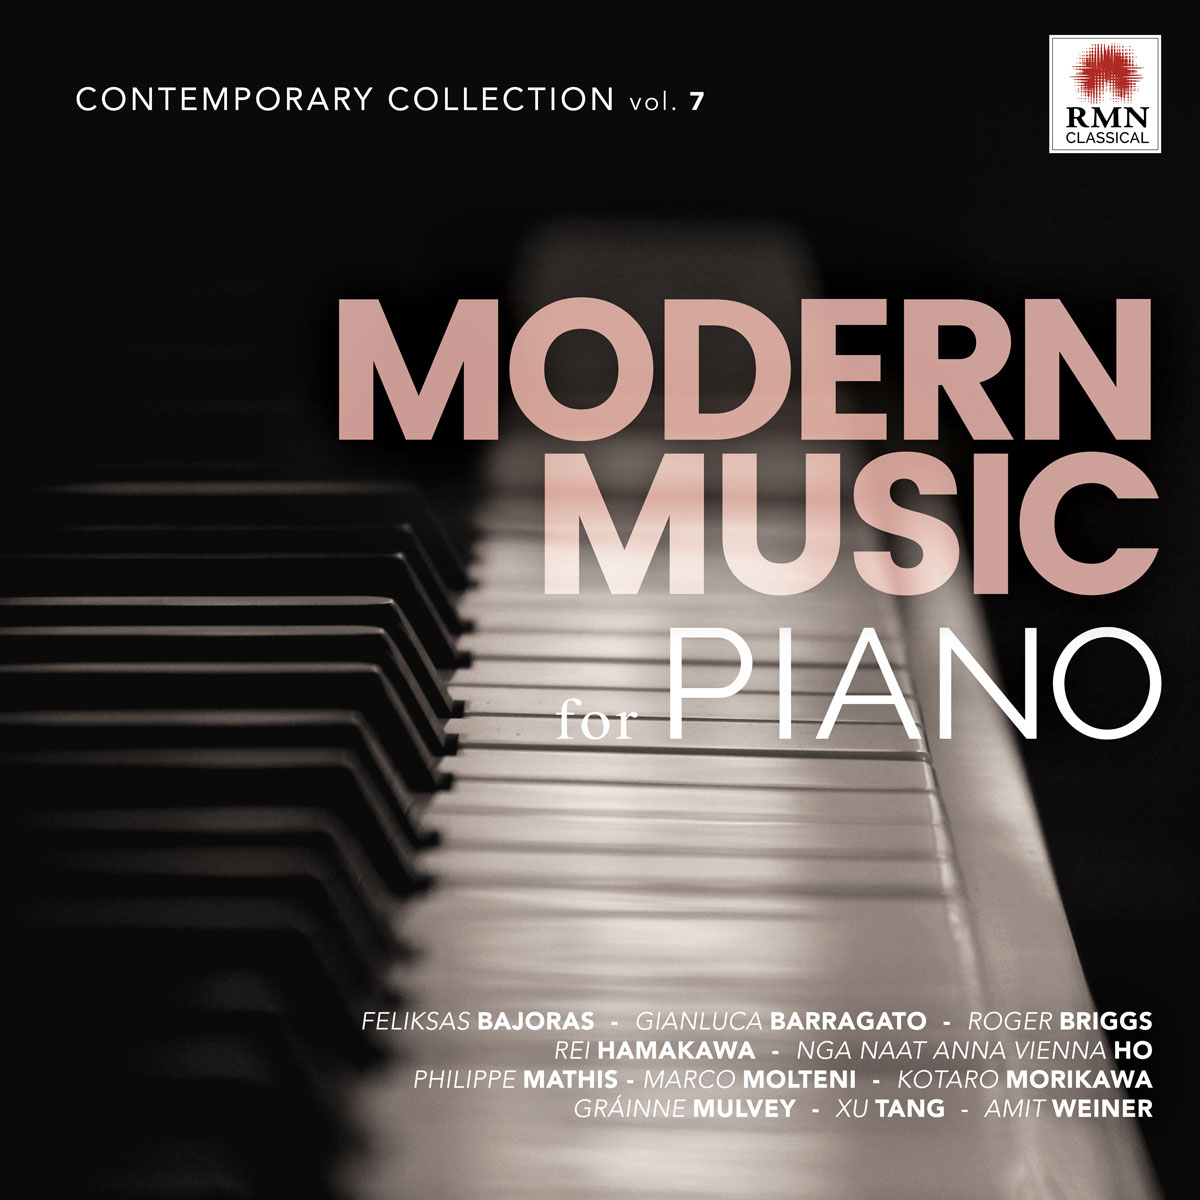 CONTEMPORARY COLLECTION vol. 7
RMN
CLASSICAL
MODERN
MUSIC
for PIANO
FELIKSAS BAJORAS - GIANLUCA BARRAGATO - ROGER BRIGGS
REI HAMAKAWA - NGA NAAT ANNA VIENNA HO
PHILIPPE MATHIS - MARCO MOLTENI - KOTARO MORIKAWA
GRÁINNE MULVEY - XU TANG - AMIT WEINER